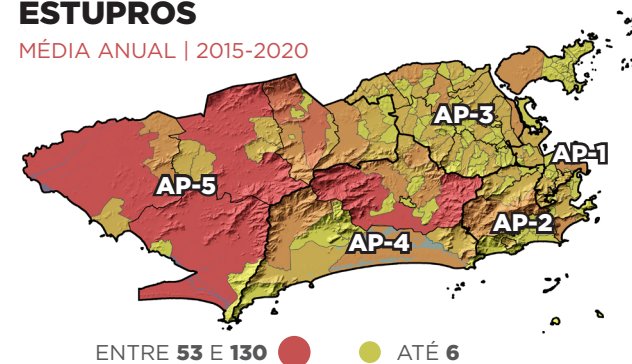 ESTUPROS
MÉDIA ANUAL | 2015-2020
AP-3
AP-1
AP-5
AP-2
AP-4
ENTRE 53 E 130
ATÉ 6